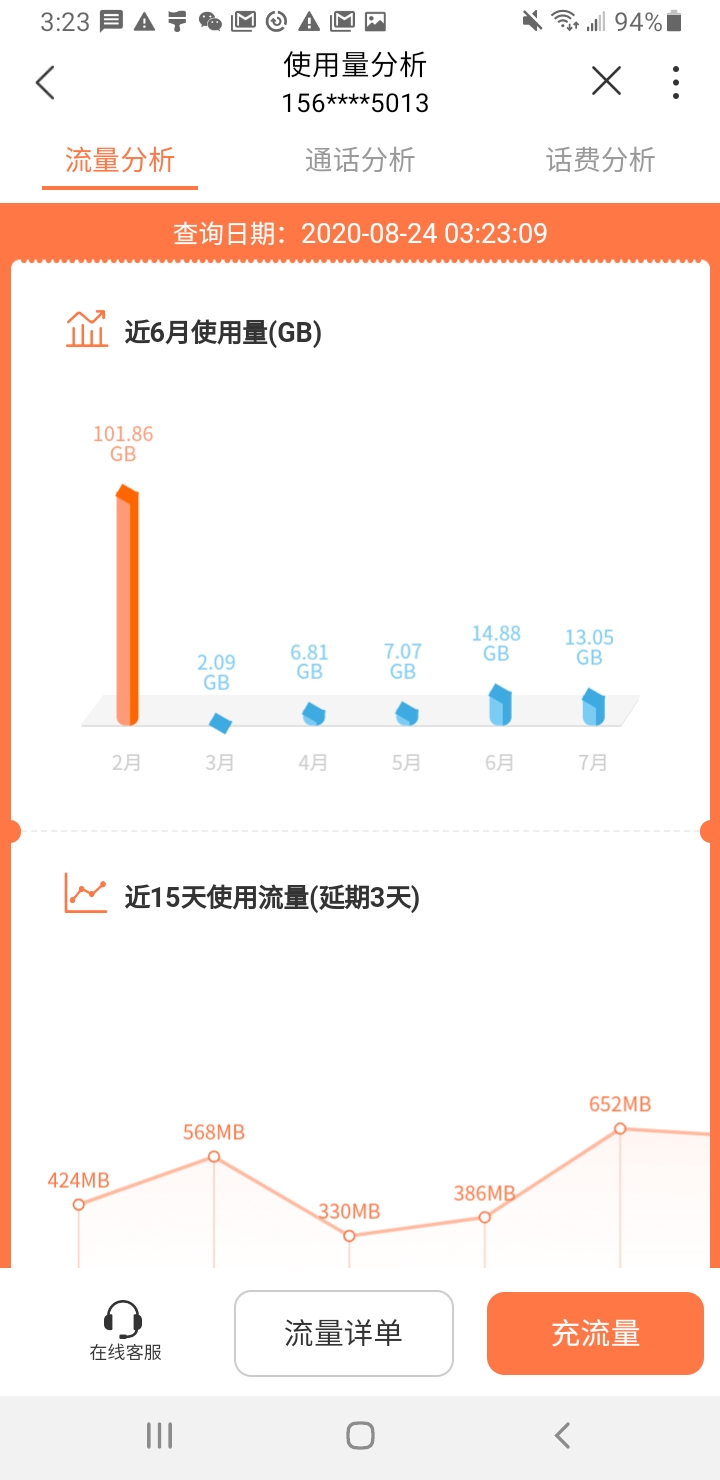 3:23
94%
使用量分析
156****5013
流量分析
通话分析
话费分析
查询日期：2020-08-24 03:23:09
近6月使用量(GB)
101.86
GB
2.09
GB
6.81
GB
7.07
GB
14.88
GB
13.05
GB
2月
3月
4月
5月
6月
7月
近15天使用流量(延期3天)
424MB
568MB
330MB
386MB
652MB
在线客服
流量详单
充流量